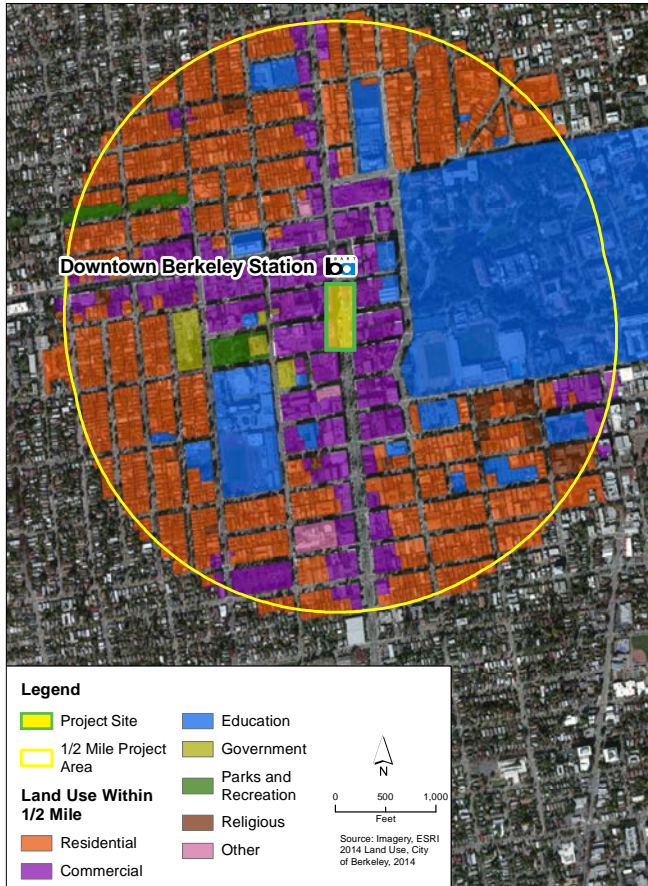 Downtown Berkeley Station
BART
ba
Legend
Project Site
1/2 Mile Project
Area
Land Use Within
1/2 Mile
Residential
Commercial
Education
Government
Parks and
Recreation
Religious
Other
N
0 500 1,000
Feet
Source: Imagery, ESRI
2014 Land Use, City
of Berkeley, 2014